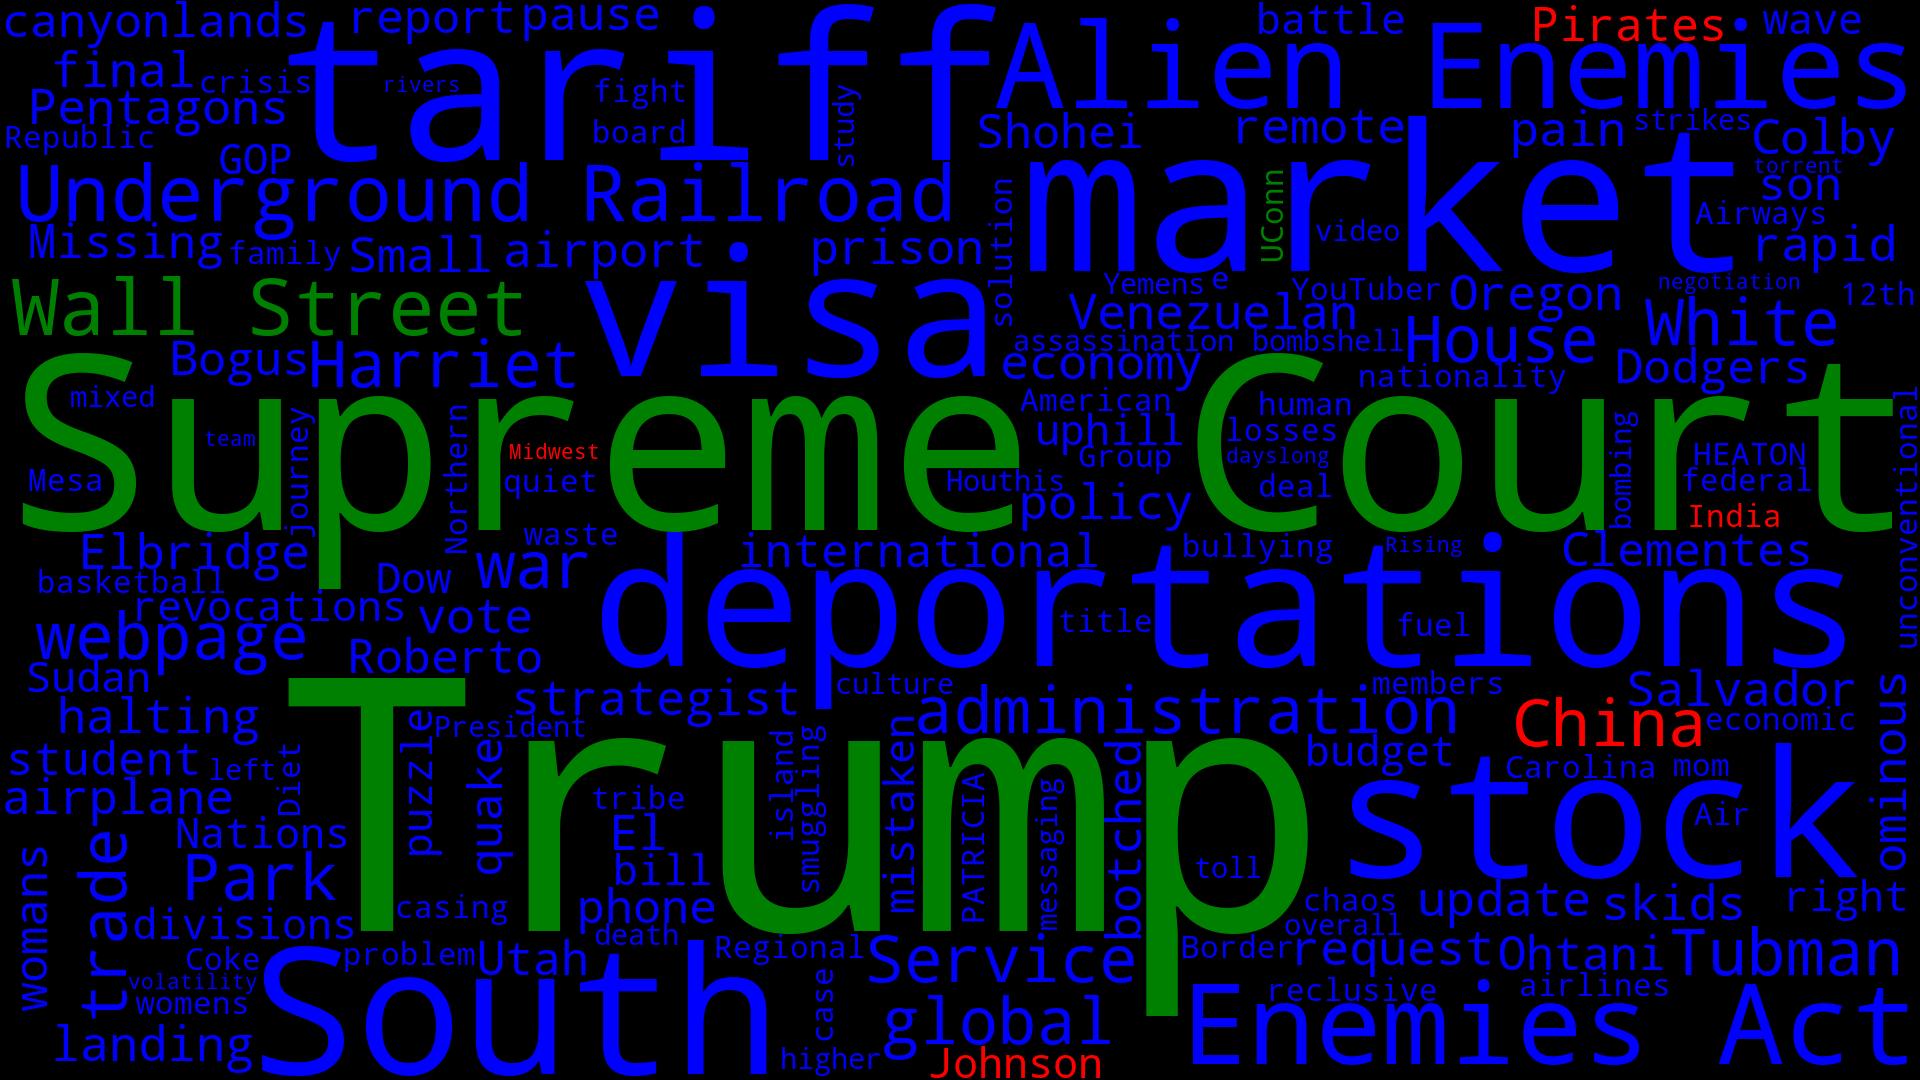 canyonlands
report
pause
battle
Pirates
wave
tariff
Alien Enemies
final
crisis
rivers
fight
study
Pentagons
Republic
board
Shohei
remote
pain
strikes
Colby
GOP
market
torrent
son
Underground Railroad
solution
UConn
video
Airways
Missing
family
Small
airport
prison
rapid
visa
Yemens
e
YouTuber
Oregon
negotiation
12th
Wall Street
Venezuelan
White
assassination
bombshell
House
Bogus
Harriet
economy
nationality
Dodgers
Supreme Court
mixed
American
human
unconventional
journey
team
Northern
Midwest
uphill
losses
bombing
HEATON
Group
dayslong
Mesa
quiet
Houthis
deal
federal
policy
India
waste
Elbridge
war
international
bullying
Rising
Clementes
basketball
Dow
deportations
revocations
vote
title
fuel
webpage
Roberto
Sudan
strategist
culture
members
Salvador
halting
Trump
puzzle
President
administration
China
economic
ominous
student
left
Diet
quake
island
smuggling
mistaken
botched
budget
stock
Carolina
mom
airplane
tribe
PATRICIA
messaging
Air
Nations
El
womans
trade
Park
bill
toll
casing
phone
chaos
update
skids
right
divisions
death
overall
Coke
problem
Utah
Regional
Service
Border
request
Ohtani
Tubman
South
volatility
womens
case
reclusive
airlines
global
Enemies Act
landing
higher
Johnson